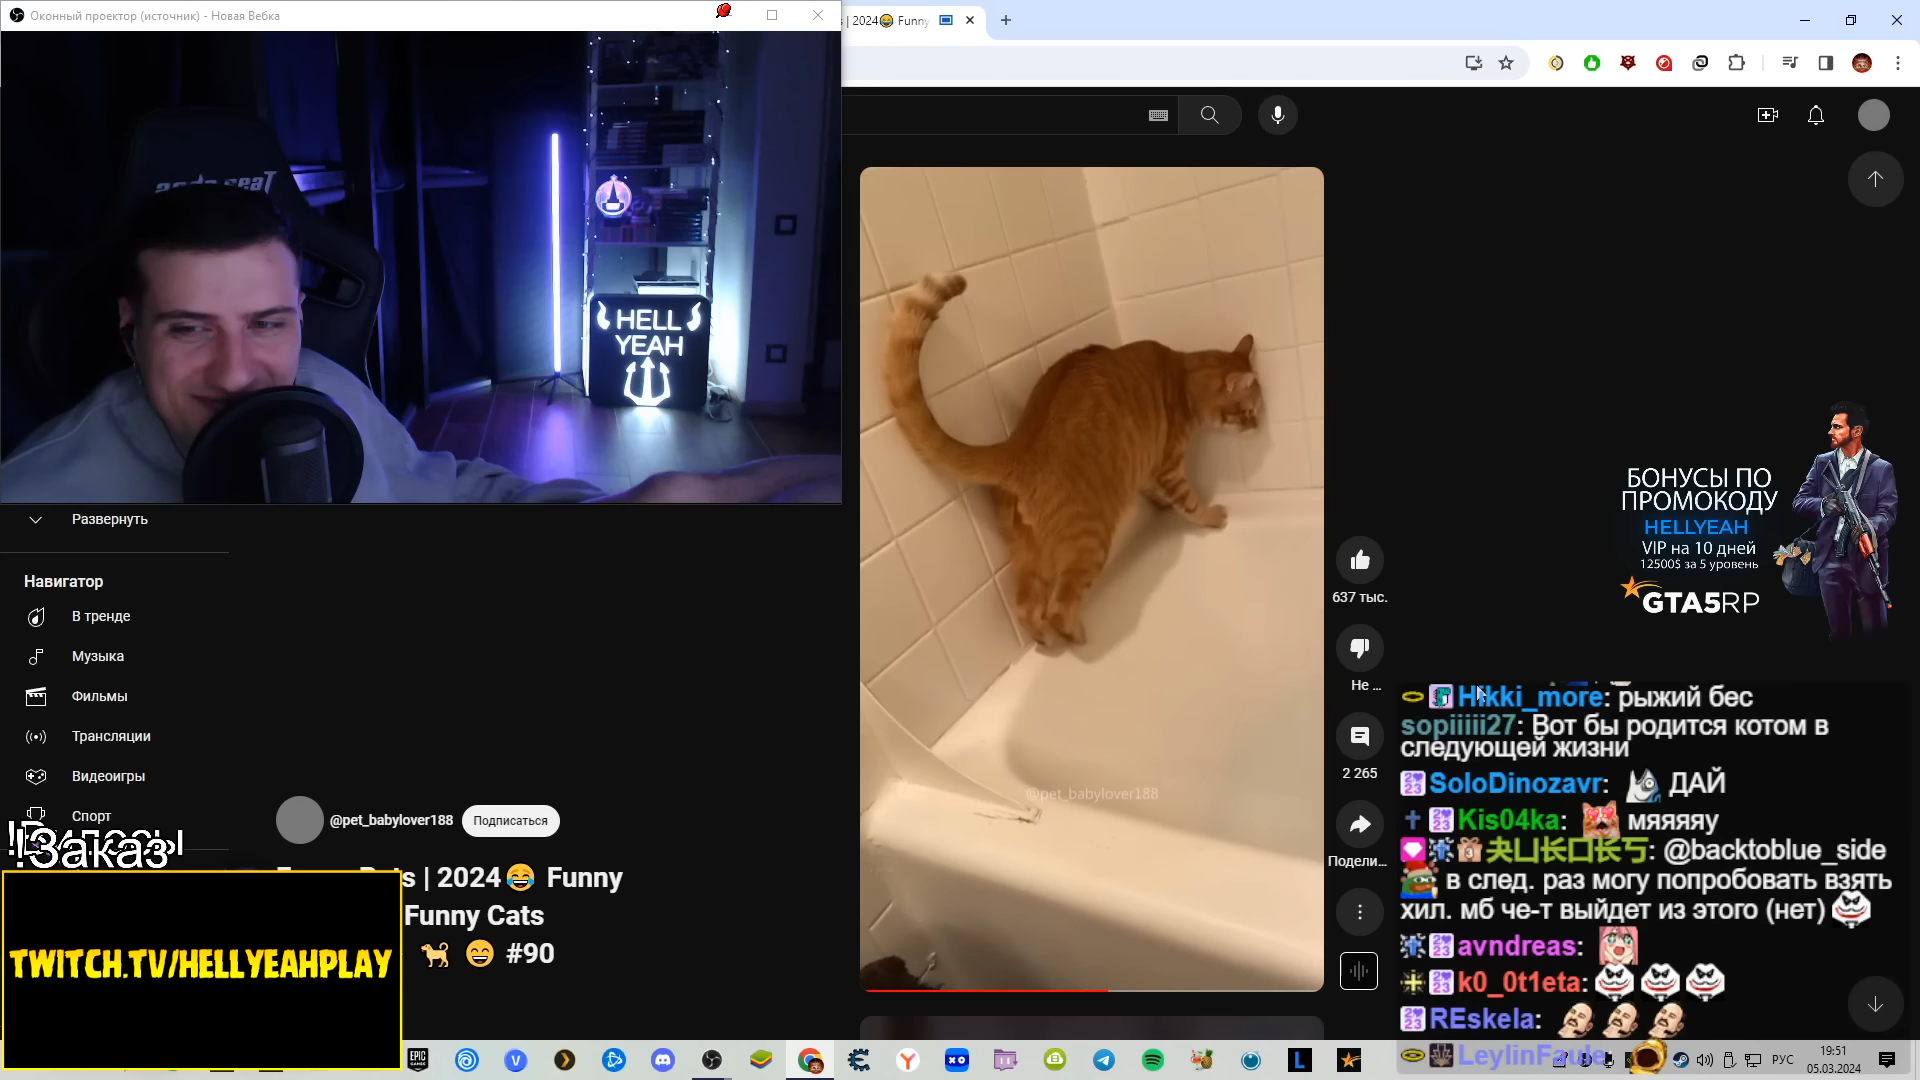 Оконный проектор (источник) - Новая Вебка
| 2024😂 Funny
HELL
YEAH
Развернуть
Навигатор
В тренде
Музыка
Фильмы
Трансляции
Видеоигры
Спорт
!Заказ
TWITCH.TV/HELLYEAHPLAY
@pet_babylover188
Подписаться
| 2024😂 Funny
Funny Cats
🐕 😄 #90
@pet_babylover188
637 тыс.
Не ...
2 265
Подели...
БОНУСЫ ПО
ПРОМОКОДУ
HELLYEAH
VIP на 10 дней
12500$ за 5 уровень
GTA5RP
Hikki_more: рыжий бес
sopiiiii27: Вот бы родится котом в
следующей жизни
SoloDinozavr: ДАЙ
Kis04ka: мяяяяу
@backtoblue_side
в след. раз могу попробовать взять
хил. мб че-т выйдет из этого (нет)
avndreas:
k0_0t1eta:
REskela:
LeylinFaule
EPIC
GAMES
РУС
19:51
05.03.2024